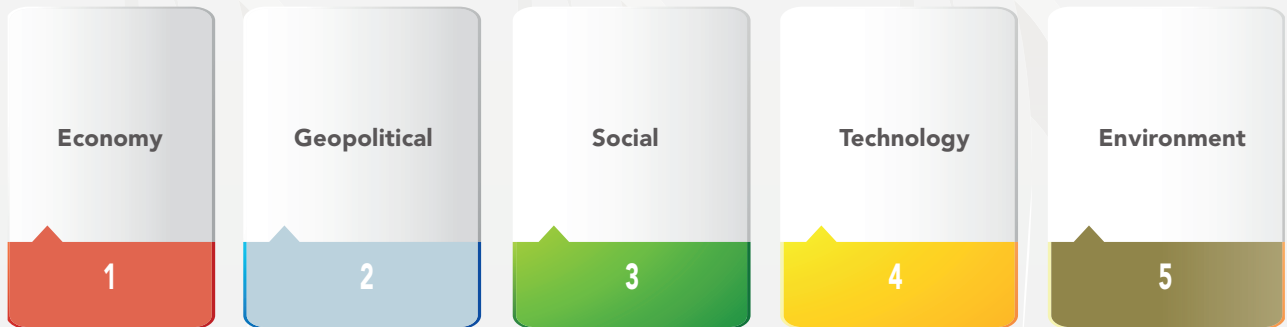 Economy
Geopolitical
Social
Technology
Environment
1
2
3
4
5